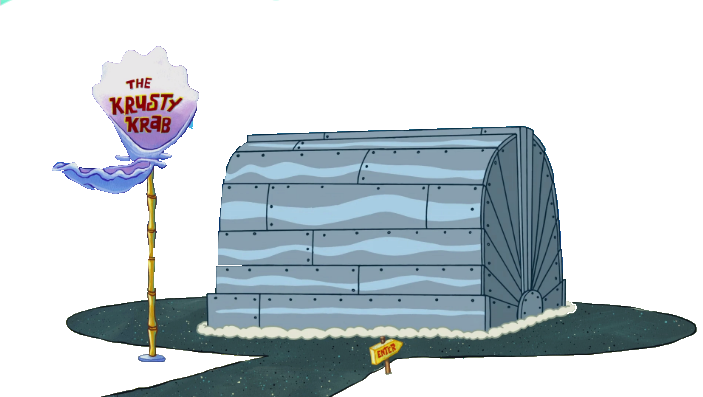 THE
KRUSTY
KRAB
ENTER